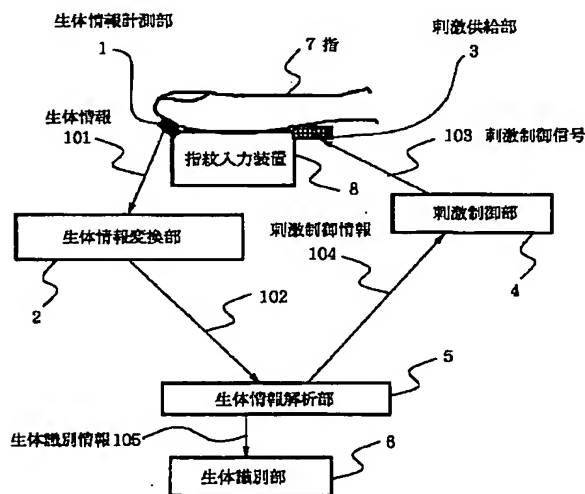 生体情報計測部
1
7 指
刺激供給部
3
生体情報
101
103 刺激制御信号
指紋入力装置
8
生体情報変換部
刺激制御情報
104
刺激制御部
2
102
4
5
生体情報解析部
生体識別情報105
6
生体識別部